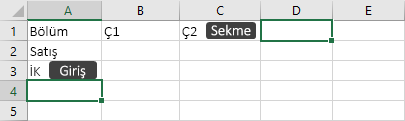 A B C D E
1 Bölüm Ç1 Ç2 Sekme
2 Satış
3 İK Giriş
4
5